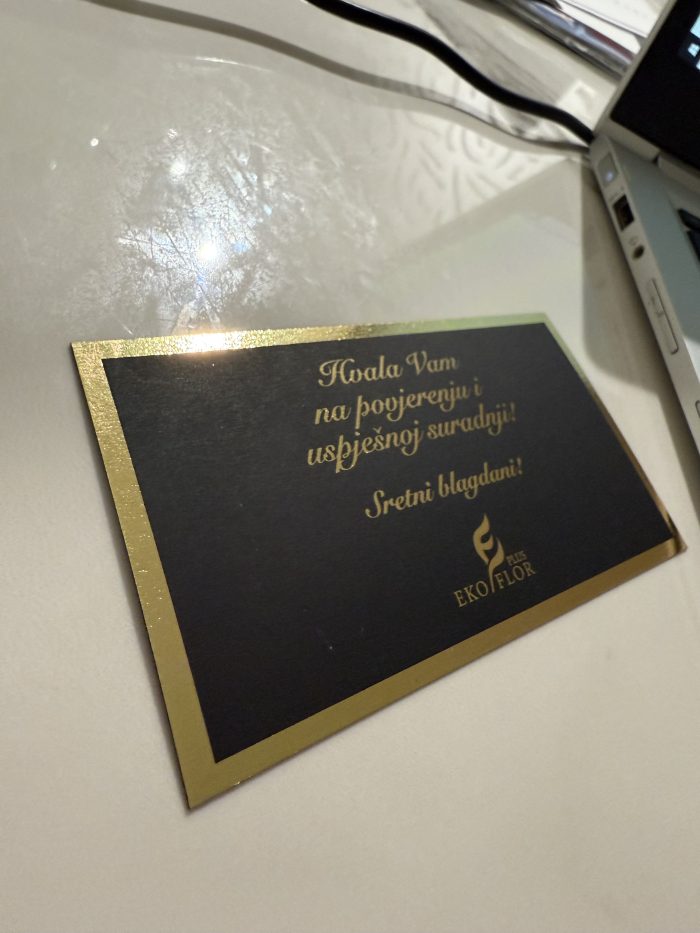 Hvala Vam
na povjerenju i
uspješnoj suradnji!
Sretni blagdani!
PLUS
EKO FLOR